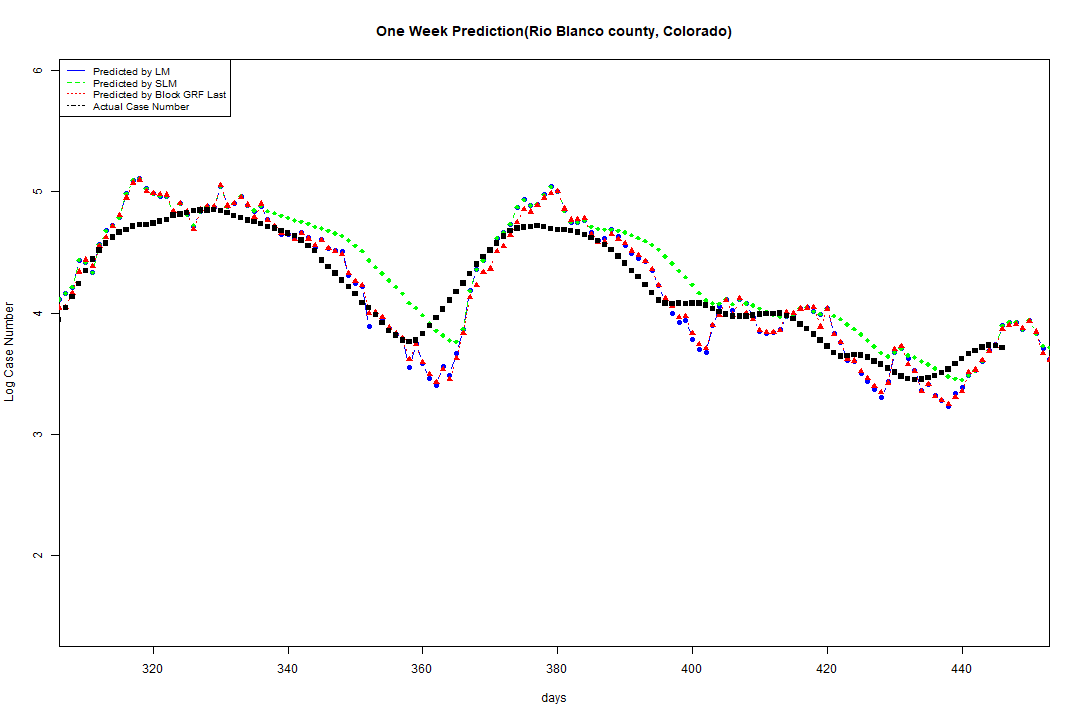 One Week Prediction(Rio Blanco county, Colorado)
Predicted by LM
Predicted by SLM
Predicted by Block GRF Last
Actual Case Number
6
5
4
3
2
Log Case Number
320 340 360 380 400 420 440
days